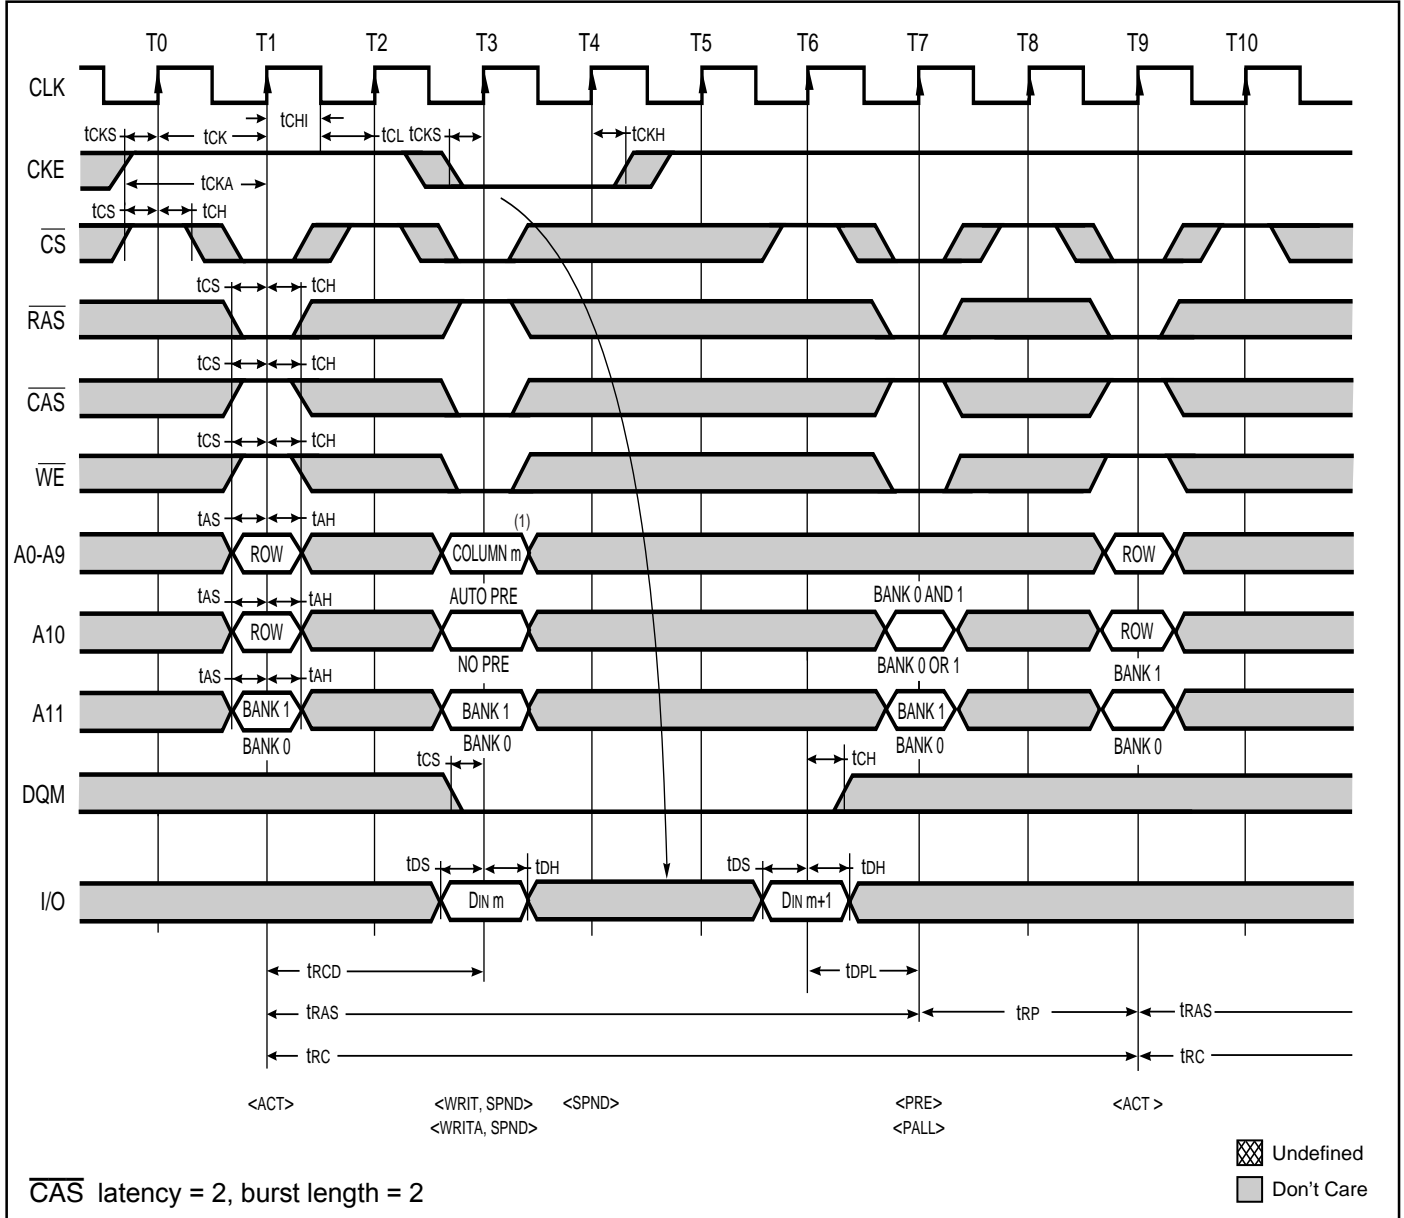 T0 T1 T2 T3 T4 T5 T6 T7 T8 T9 T10
CLK
tCHI
tCKS tCK tCL tCKS tCKH
CKE
tCKA
tCS tCH
CS
tCS tCH
RAS
tCS tCH
CAS
tCS tCH
WE
tAS tAH (1)
A0-A9 ROW COLUMN m ROW
tAS tAH AUTO PRE BANK 0 AND 1
A10 ROW ROW
NO PRE BANK 0 OR 1 BANK 1
tAS tAH
A11 BANK 1 BANK 1 BANK 1
BANK 0 BANK 0 BANK 0 BANK 0
tCS tCH
DQM
tDS tDH tDS tDH
I/O DIN m DIN m+1
tRCD tDPL
tRAS tRP tRAS
tRC tRC
<ACT> <WRIT, SPND> <SPND> <PRE> <ACT >
<WRITA, SPND> <PALL>
Undefined
Don't Care
CAS latency = 2, burst length = 2